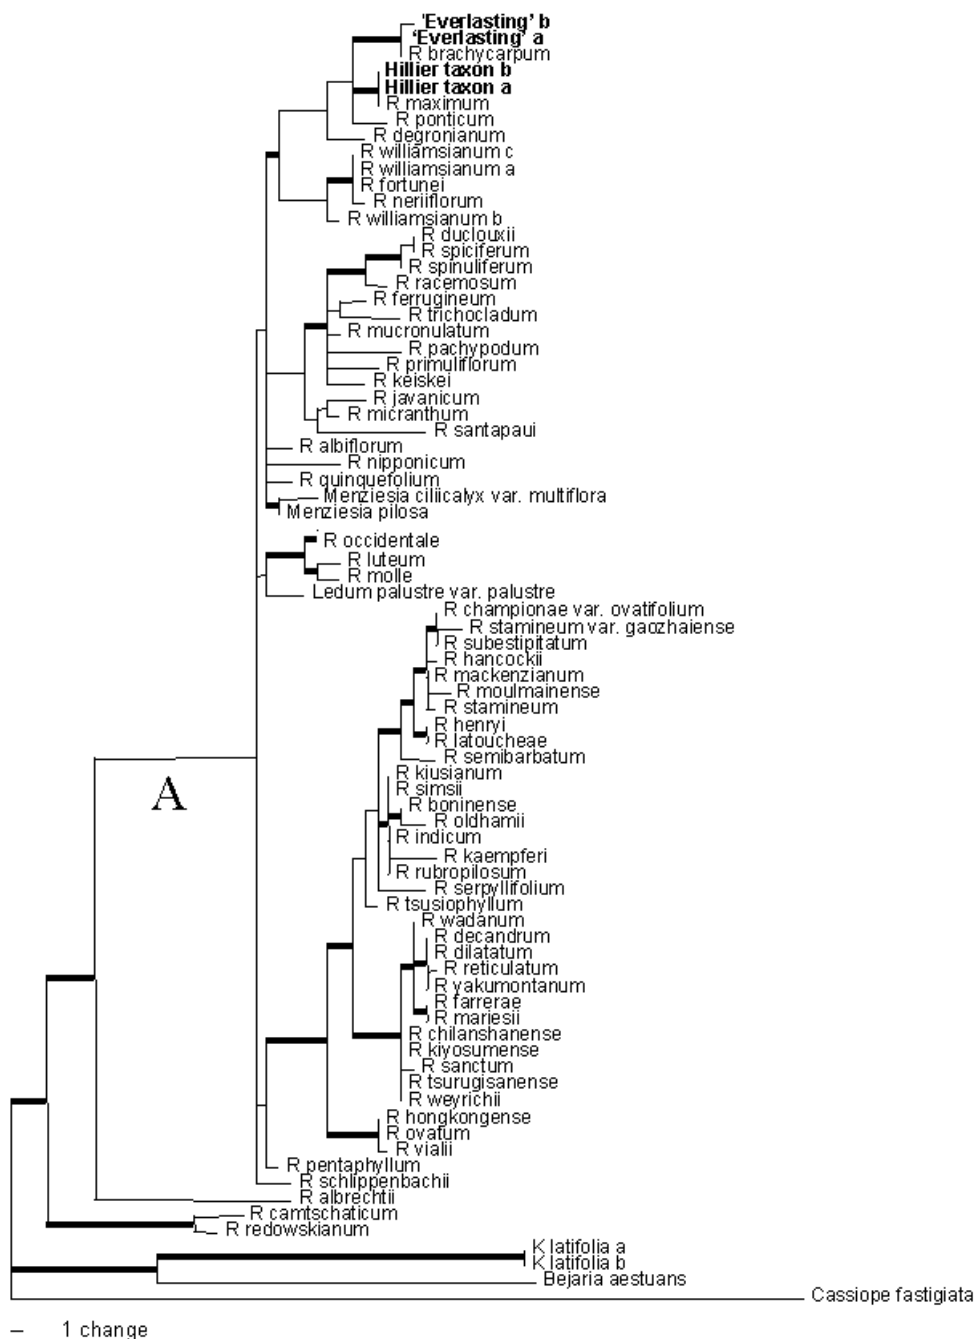 'Everlasting' b
'Everlasting' a
R brachycarpum
Hillier taxon b
Hillier taxon a
R maximum
R ponticum
R degronianum
R williamsianum c
R williamsianum a
R fortunei
R neriiflorum
R williamsianum b
R duclouxii
R spiciferum
R spinuliferum
R racemosum
R ferrugineum
R trichocladum
R mucronulatum
R pachypodum
R primuliflorum
R keiskei
R javanicum
R micranthum
R santapaui
R albiflorum
R nipponicum
R quinquefolium
Menziesia ciliicalyx var. multiflora
Menziesia pilosa
R occidentale
R luteum
R molle
Ledum palustre var. palustre
R championae var. ovatifolium
R stamineum var. gaozhaiense
R subestipitatum
R hancockii
R mackenzianum
R moulmainense
R stamineum
R henryi
R latoucheae
R semibarbatum
R kiusianum
A
R simsii
R boninense
R oldhamii
R indicum
R kaempferi
R rubropilosum
R serpyllifolium
R tsusiophyllum
R wadanum
R decandrum
R dilatatum
R reticulatum
R yakumontanum
R farrerae
R mariesii
R chilanshanense
R kiyosumense
R sanctum
R tsurugisanense
R weyrichii
R hongkongense
R ovatum
R vialii
R pentaphyllum
R schlippenbachii
R albrechtii
R camtschaticum
R redowskianum
K latifolia a
K latifolia b
Bejaria aestuans
Cassiope fastigiata
1 change